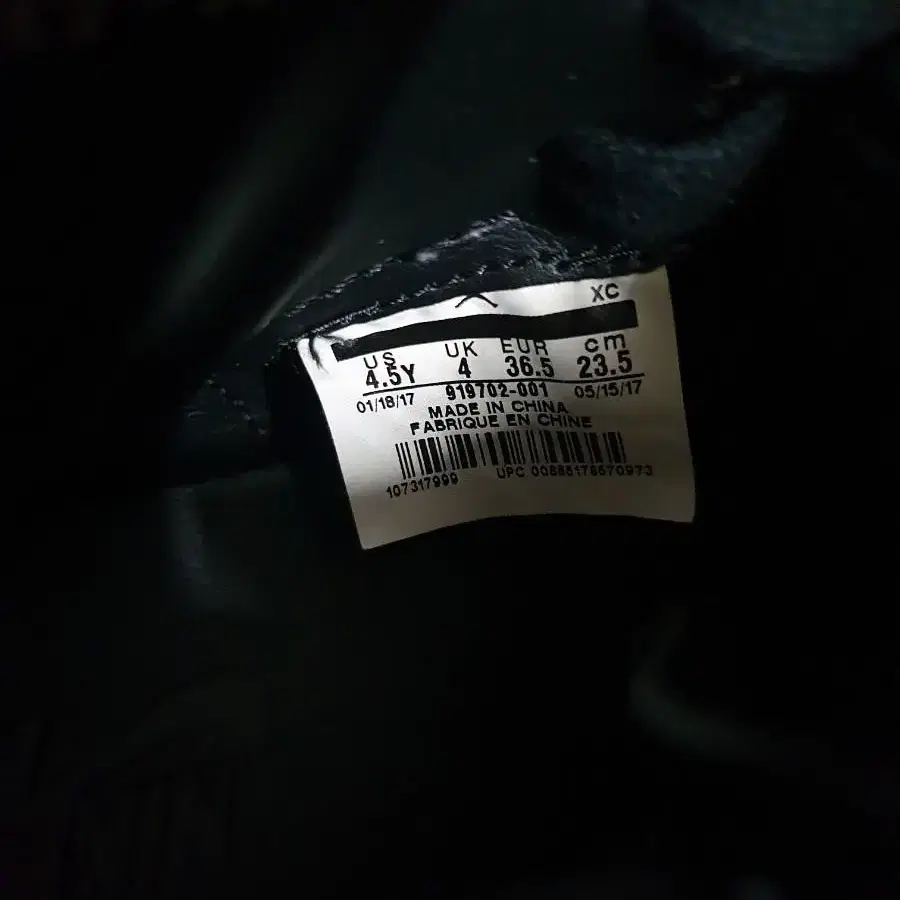 XC
US UK EUR cm
4.5Y 4 36.5 23.5
01/18/17 919702-001 05/15/17
MADE IN CHINA
FABRIQUE EN CHINE
107317999 UPC 00885178570973